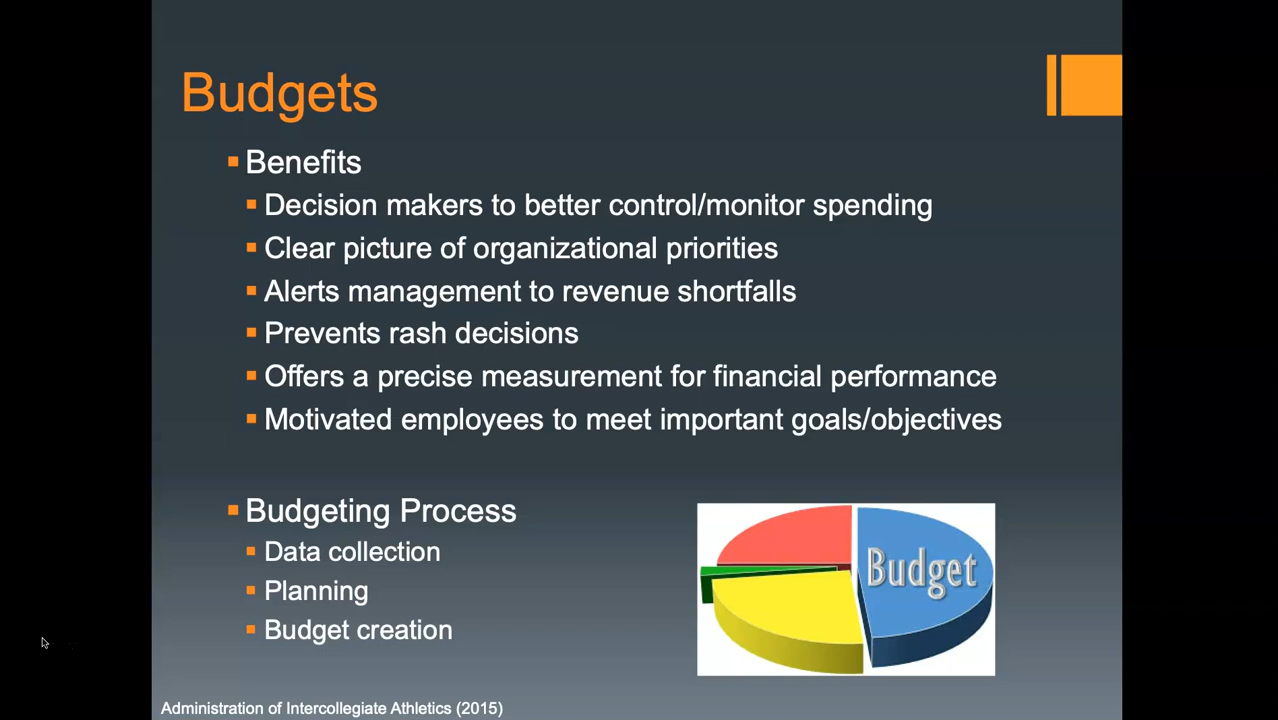 Budgets
Benefits
Decision makers to better control/monitor spending
Clear picture of organizational priorities
Alerts management to revenue shortfalls
Prevents rash decisions
Offers a precise measurement for financial performance
Motivated employees to meet important goals/objectives
Budgeting Process
Data collection
Planning
Budget creation
Budget
Administration of Intercollegiate Athletics (2015)